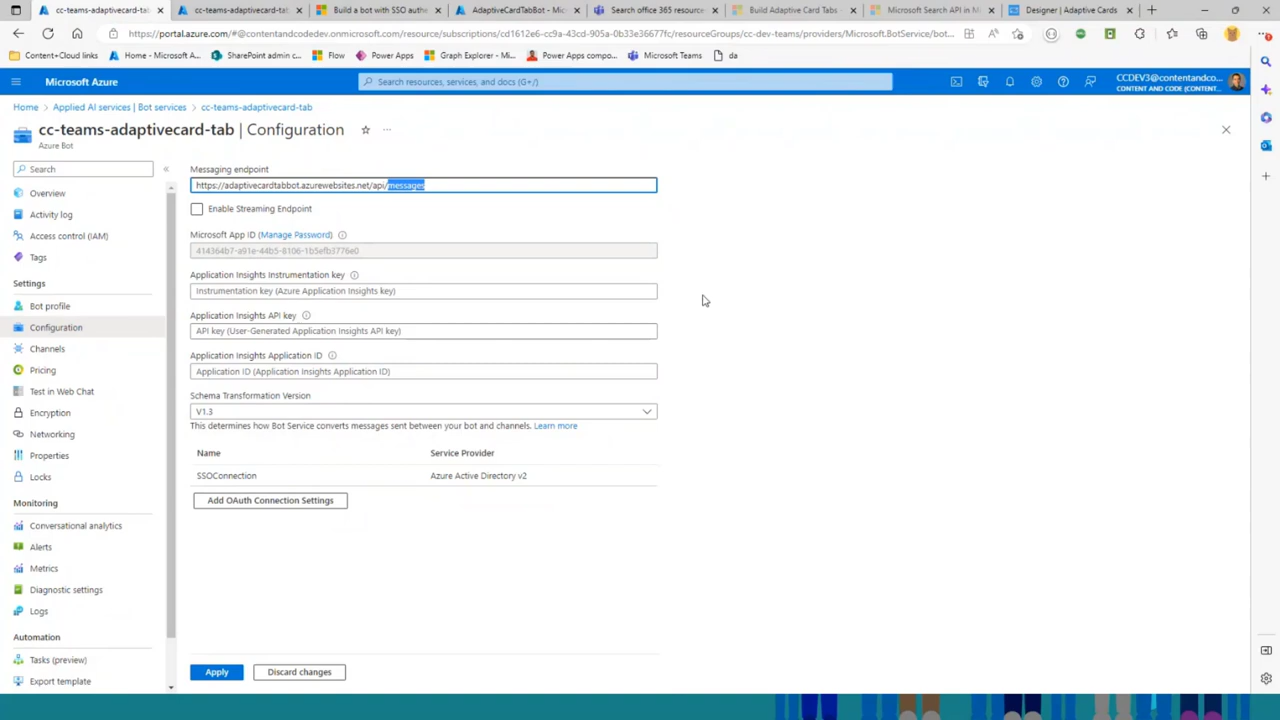 cc-teams-adaptivecard-tab
cc-teams-adaptivecard-tab
Build a bot with SSO authe
AdaptiveCardTabBot - Mic
Search office 365 resource
Build Adaptive Card Tabs
Microsoft Search API in M
Designer | Adaptive Cards
https://portal.azure.com/#@contentandcodedev.onmicrosoft.com/resource/subscriptions/cd1612e6-cc9a-43cd-905a-0b33e36677fc/resourceGroups/cc-dev-teams/providers/Microsoft.BotService/bot...
Content+Cloud links
Home - Microsoft A...
SharePoint admin c...
Flow
Power Apps
Graph Explorer - Mi...
Power Apps compo...
Microsoft Teams
da
Microsoft Azure
Search resources, services, and docs (G+/)
CCDEV3@contentandco...
CONTENT AND CODE (CONTENT...
Home > Applied AI services | Bot services > cc-teams-adaptivecard-tab
cc-teams-adaptivecard-tab | Configuration
Azure Bot
Search
Overview
Activity log
Access control (IAM)
Tags
Settings
Bot profile
Configuration
Channels
Pricing
Test in Web Chat
Encryption
Networking
Properties
Locks
Monitoring
Conversational analytics
Alerts
Metrics
Diagnostic settings
Logs
Automation
Tasks (preview)
Export template
Messaging endpoint
https://adaptivecardtabbot.azurewebsites.net/api/messages
Enable Streaming Endpoint
Microsoft App ID (Manage Password)
414364b7-a91e-44b5-8106-1b5efb3776e0
Application Insights Instrumentation key
Instrumentation key (Azure Application Insights key)
Application Insights API key
API key (User-Generated Application Insights API key)
Application Insights Application ID
Application ID (Application Insights Application ID)
Schema Transformation Version
V1.3
This determines how Bot Service converts messages sent between your bot and channels. Learn more
Name Service Provider
SSOConnection Azure Active Directory v2
Add OAuth Connection Settings
Apply
Discard changes